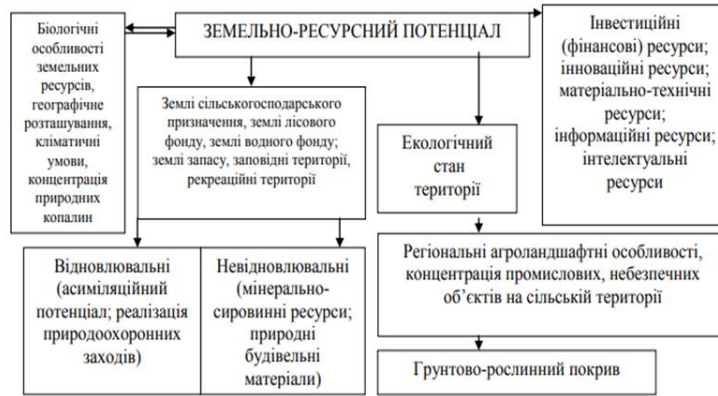 ЗЕМЕЛЬНО-РЕСУРСНИЙ ПОТЕНЦІАЛ
Біологічні
особливості
земельних
ресурсів,
географічне
розташування,
кліматичні
умови,
концентрація
природних
копалин
Землі сільськогосподарського
призначення, землі лісового
фонду, землі водного фонду;
землі запасу, заповідні території,
рекреаційні території
Екологічний
стан
території
Інвестиційні
(фінансові) ресурси;
інноваційні ресурси;
матеріально-технічні
ресурси;
інформаційні ресурси;
інтелектуальні
ресурси
Відновлювальні
(асиміляційний
потенціал; реалізація
природоохоронних
заходів)
Невідновлювальні
(мінерально-
сировинні ресурси;
природні
будівельні
матеріали)
Регіональні агроландшафтні особливості,
концентрація промислових, небезпечних
об’єктів на сільській території
Грунтово-рослинний покрив